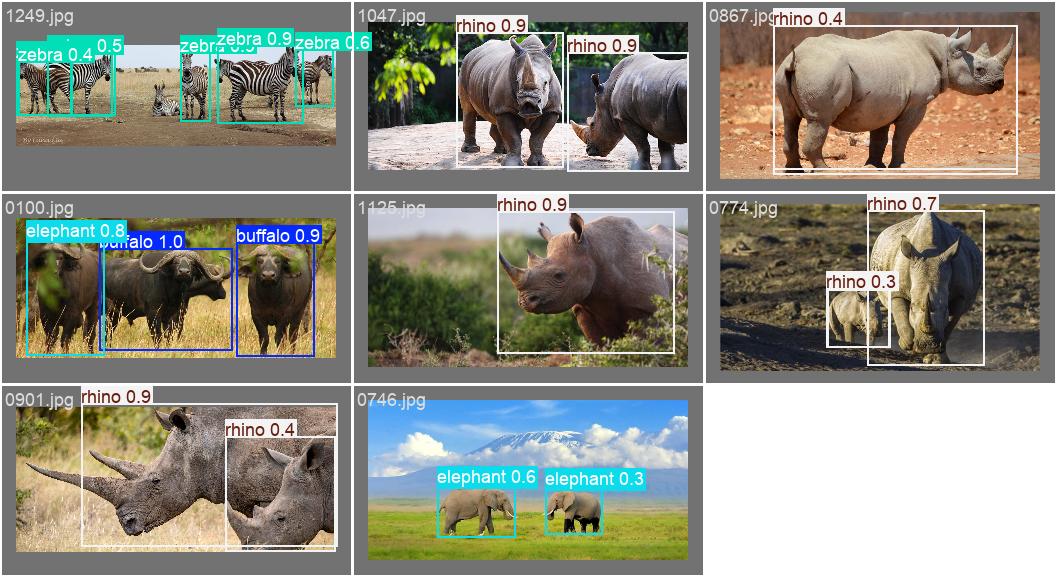 1249.jpg
zebra 0.4
0.5
zebra 0.9
zebra 0.6
1047.jpg
rhino 0.9
rhino 0.9
0867.jpg
rhino 0.4
0100.jpg
elephant 0.8
buffalo 1.0
buffalo 0.9
1125.jpg
rhino 0.9
0774.jpg
rhino 0.7
rhino 0.3
0901.jpg
rhino 0.9
rhino 0.4
0746.jpg
elephant 0.6
elephant 0.3